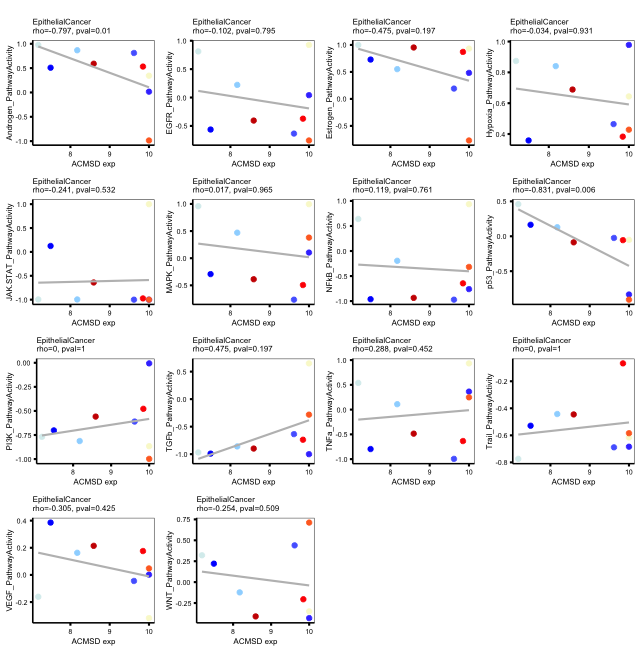 EpithelialCancer
rho=-0.797, pval=0.01
Androgen_PathwayActivity
1.0
0.5
0.0
-0.5
-1.0
8
9
10
ACMSD exp
EpithelialCancer
rho=-0.102, pval=0.795
EGFR_PathwayActivity
1.0
0.5
0.0
-0.5
8
9
10
ACMSD exp
EpithelialCancer
rho=-0.475, pval=0.197
Estrogen_PathwayActivity
1.0
0.5
0.0
-0.5
8
9
10
ACMSD exp
EpithelialCancer
rho=-0.034, pval=0.931
Hypoxia_PathwayActivity
1.0
0.8
0.6
0.4
8
9
10
ACMSD exp
EpithelialCancer
rho=-0.241, pval=0.532
JAK.STAT_PathwayActivity
1.0
0.5
0.0
-0.5
-1.0
8
9
10
ACMSD exp
EpithelialCancer
rho=0.017, pval=0.965
MAPK_PathwayActivity
1.0
0.5
0.0
-0.5
8
9
10
ACMSD exp
EpithelialCancer
rho=0.119, pval=0.761
NFkB_PathwayActivity
1.0
0.5
0.0
-0.5
-1.0
8
9
10
ACMSD exp
EpithelialCancer
rho=-0.831, pval=0.006
p53_PathwayActivity
0.5
0.0
-0.5
8
9
10
ACMSD exp
EpithelialCancer
rho=0, pval=1
PI3K_PathwayActivity
0.00
-0.25
-0.50
-0.75
-1.00
8
9
10
ACMSD exp
EpithelialCancer
rho=0.475, pval=0.197
TGFb_PathwayActivity
0.5
0.0
-0.5
-1.0
8
9
10
ACMSD exp
EpithelialCancer
rho=0.288, pval=0.452
TNFa_PathwayActivity
1.0
0.5
0.0
-0.5
-1.0
8
9
10
ACMSD exp
EpithelialCancer
rho=0, pval=1
Trail_PathwayActivity
-0.2
-0.4
-0.6
-0.8
8
9
10
ACMSD exp
EpithelialCancer
rho=-0.305, pval=0.425
VEGF_PathwayActivity
0.4
0.2
0.0
-0.2
8
9
10
ACMSD exp
EpithelialCancer
rho=-0.254, pval=0.509
WNT_PathwayActivity
0.75
0.50
0.25
0.00
-0.25
8
9
10
ACMSD exp